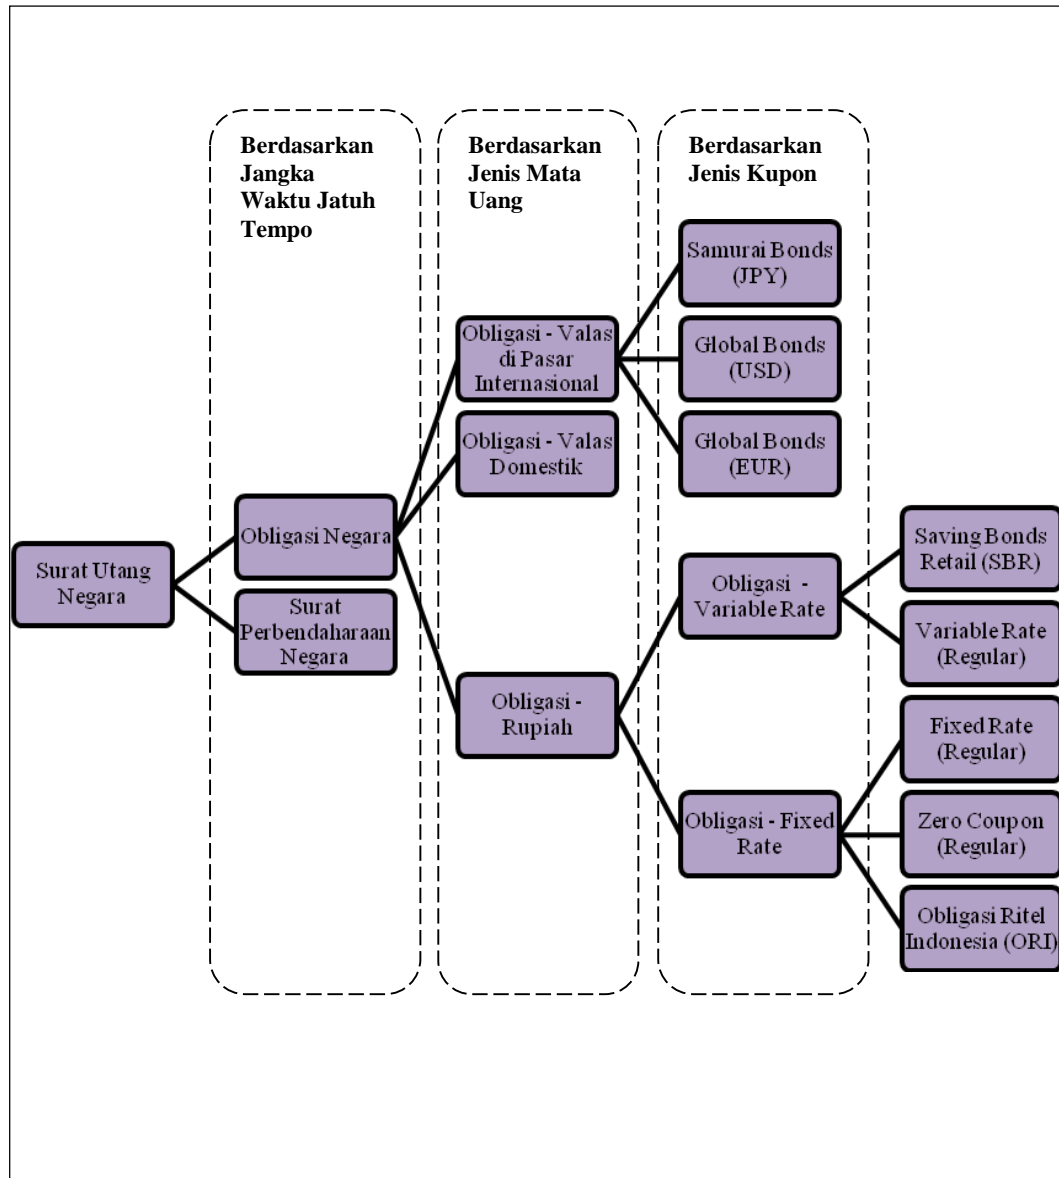 Berdasarkan
Jangka
Waktu Jatuh
Tempo
Berdasarkan
Jenis Mata
Uang
Berdasarkan
Jenis Kupon
Surat Utang
Negara
Obligasi Negara
Surat
Perbendaharaan
Negara
Obligasi - Valas
di Pasar
Internasional
Obligasi - Valas
Domestik
Obligasi -
Rupiah
Samurai Bonds
(JPY)
Global Bonds
(USD)
Global Bonds
(EUR)
Obligasi -
Variable Rate
Obligasi - Fixed
Rate
Saving Bonds
Retail (SBR)
Variable Rate
(Regular)
Fixed Rate
(Regular)
Zero Coupon
(Regular)
Obligasi Ritel
Indonesia (ORI)